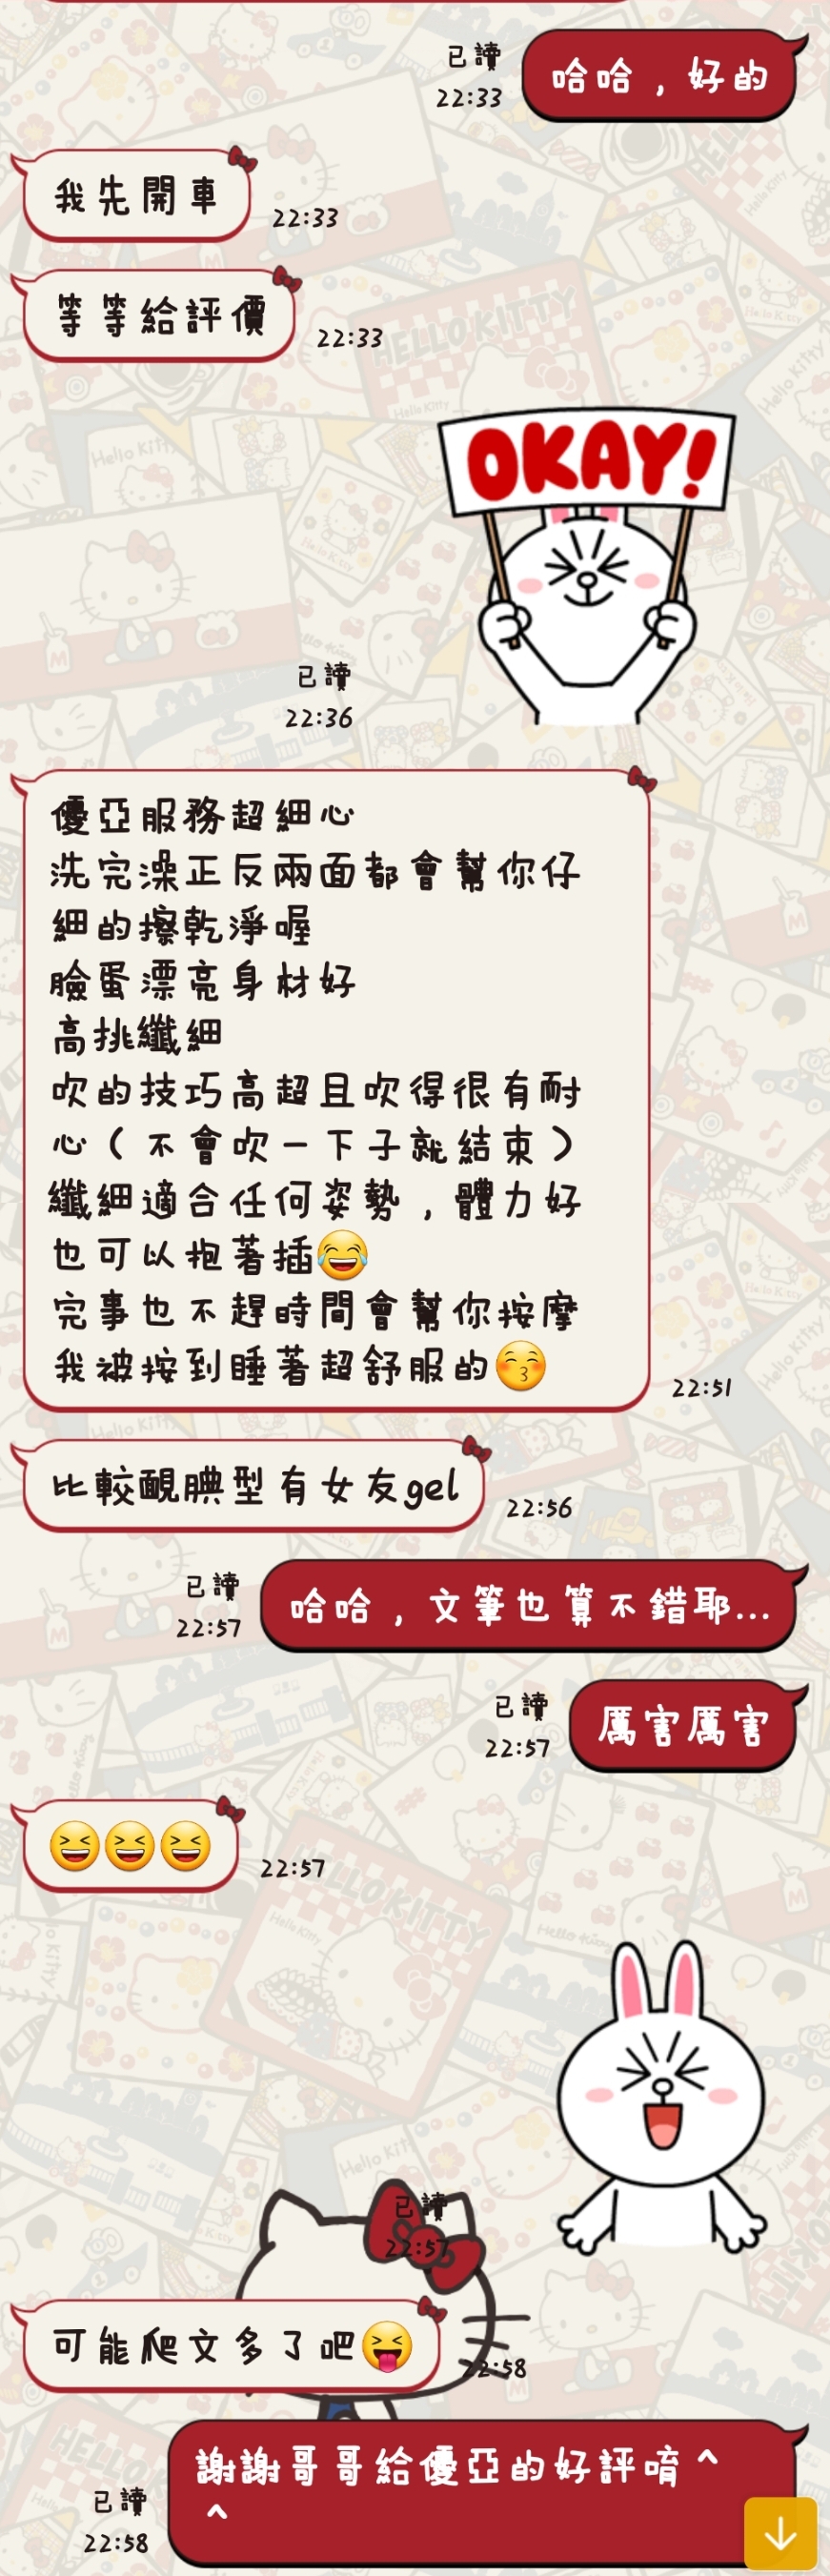 已讀
22:33
哈哈，好的
我先開車
22:33
等等給評價
22:33
OKAY!
已讀
22:36
優亞服務超細心
洗完澡正反兩面都會幫你仔
細的擦乾淨喔
臉蛋漂亮身材好
高挑纖細
吹的技巧高超且吹得很有耐
心（不會吹一下子就結束）
纖細適合任何姿勢，體力好
也可以抱著插😂
完事也不趕時間會幫你按摩
我被按到睡著超舒服的😚
22:51
比較靦腆型有女友gel
22:56
已讀
22:57
哈哈，文筆也算不錯耶...
已讀
22:57
厲害厲害
😆😆😆
22:57
已讀
22:57
可能爬文多了吧😝
22:58
已讀
22:58
謝謝哥哥給優亞的好評唷^
^